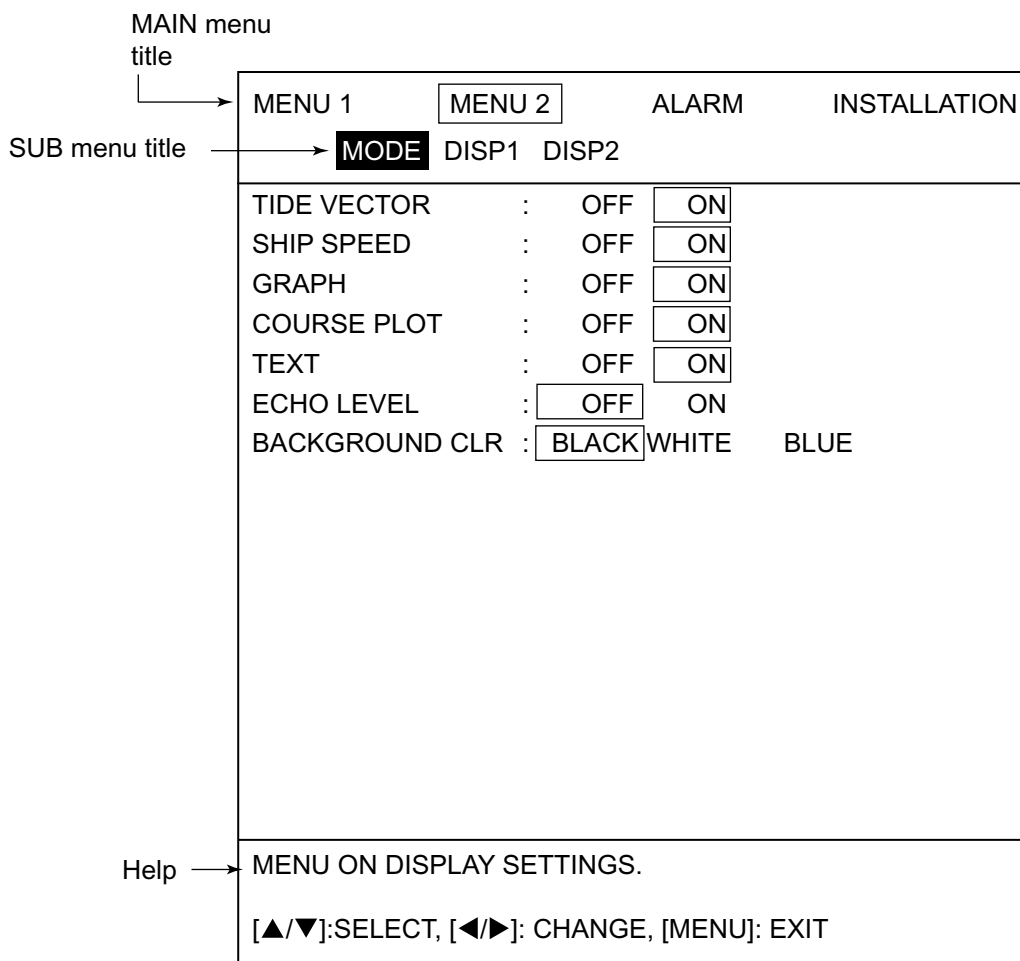 MAIN menu
title
MENU 1 MENU 2 ALARM INSTALLATION
SUB menu title MODE DISP1 DISP2
TIDE VECTOR : OFF ON
SHIP SPEED : OFF ON
GRAPH : OFF ON
COURSE PLOT : OFF ON
TEXT : OFF ON
ECHO LEVEL : OFF ON
BACKGROUND CLR : BLACK WHITE BLUE
Help MENU ON DISPLAY SETTINGS.
[▲/▼]:SELECT, [◀/▶]: CHANGE, [MENU]: EXIT